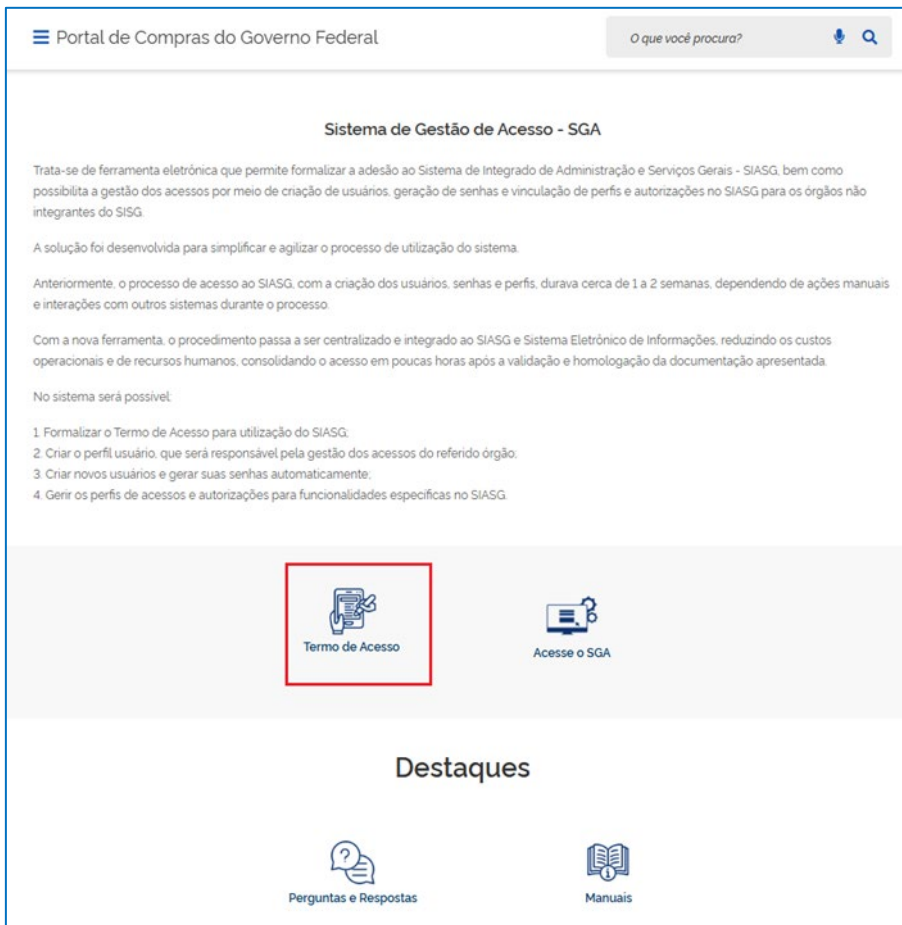 Portal de Compras do Governo Federal
O que você procura?
Sistema de Gestão de Acesso - SGA
Trata-se de ferramenta eletrônica que permite formalizar a adesão ao Sistema de Integrado de Administração e Serviços Gerais - SIASG, bem como
possibilita a gestão dos acessos por meio de criação de usuários, geração de senhas e vinculação de perfis e autorizações no SIASG para os órgãos não
integrantes do SISG.
A solução foi desenvolvida para simplificar e agilizar o processo de utilização do sistema.
Anteriormente, o processo de acesso ao SIASG, com a criação dos usuários, senhas e perfis, durava cerca de 1 a 2 semanas, dependendo de ações manuais
e interações com outros sistemas durante o processo.
Com a nova ferramenta, o procedimento passa a ser centralizado e integrado ao SIASG e Sistema Eletrônico de Informações, reduzindo os custos
operacionais e de recursos humanos, consolidando o acesso em poucas horas após a validação e homologação da documentação apresentada.
No sistema será possível:
1. Formalizar o Termo de Acesso para utilização do SIASG;
2. Criar o perfil usuário, que será responsável pela gestão dos acessos do referido órgão;
3. Criar novos usuários e gerar suas senhas automaticamente;
4. Gerir os perfis de acessos e autorizações para funcionalidades específicas no SIASG.
Termo de Acesso
Acesse o SGA
Destaques
Perguntas e Respostas
Manuais